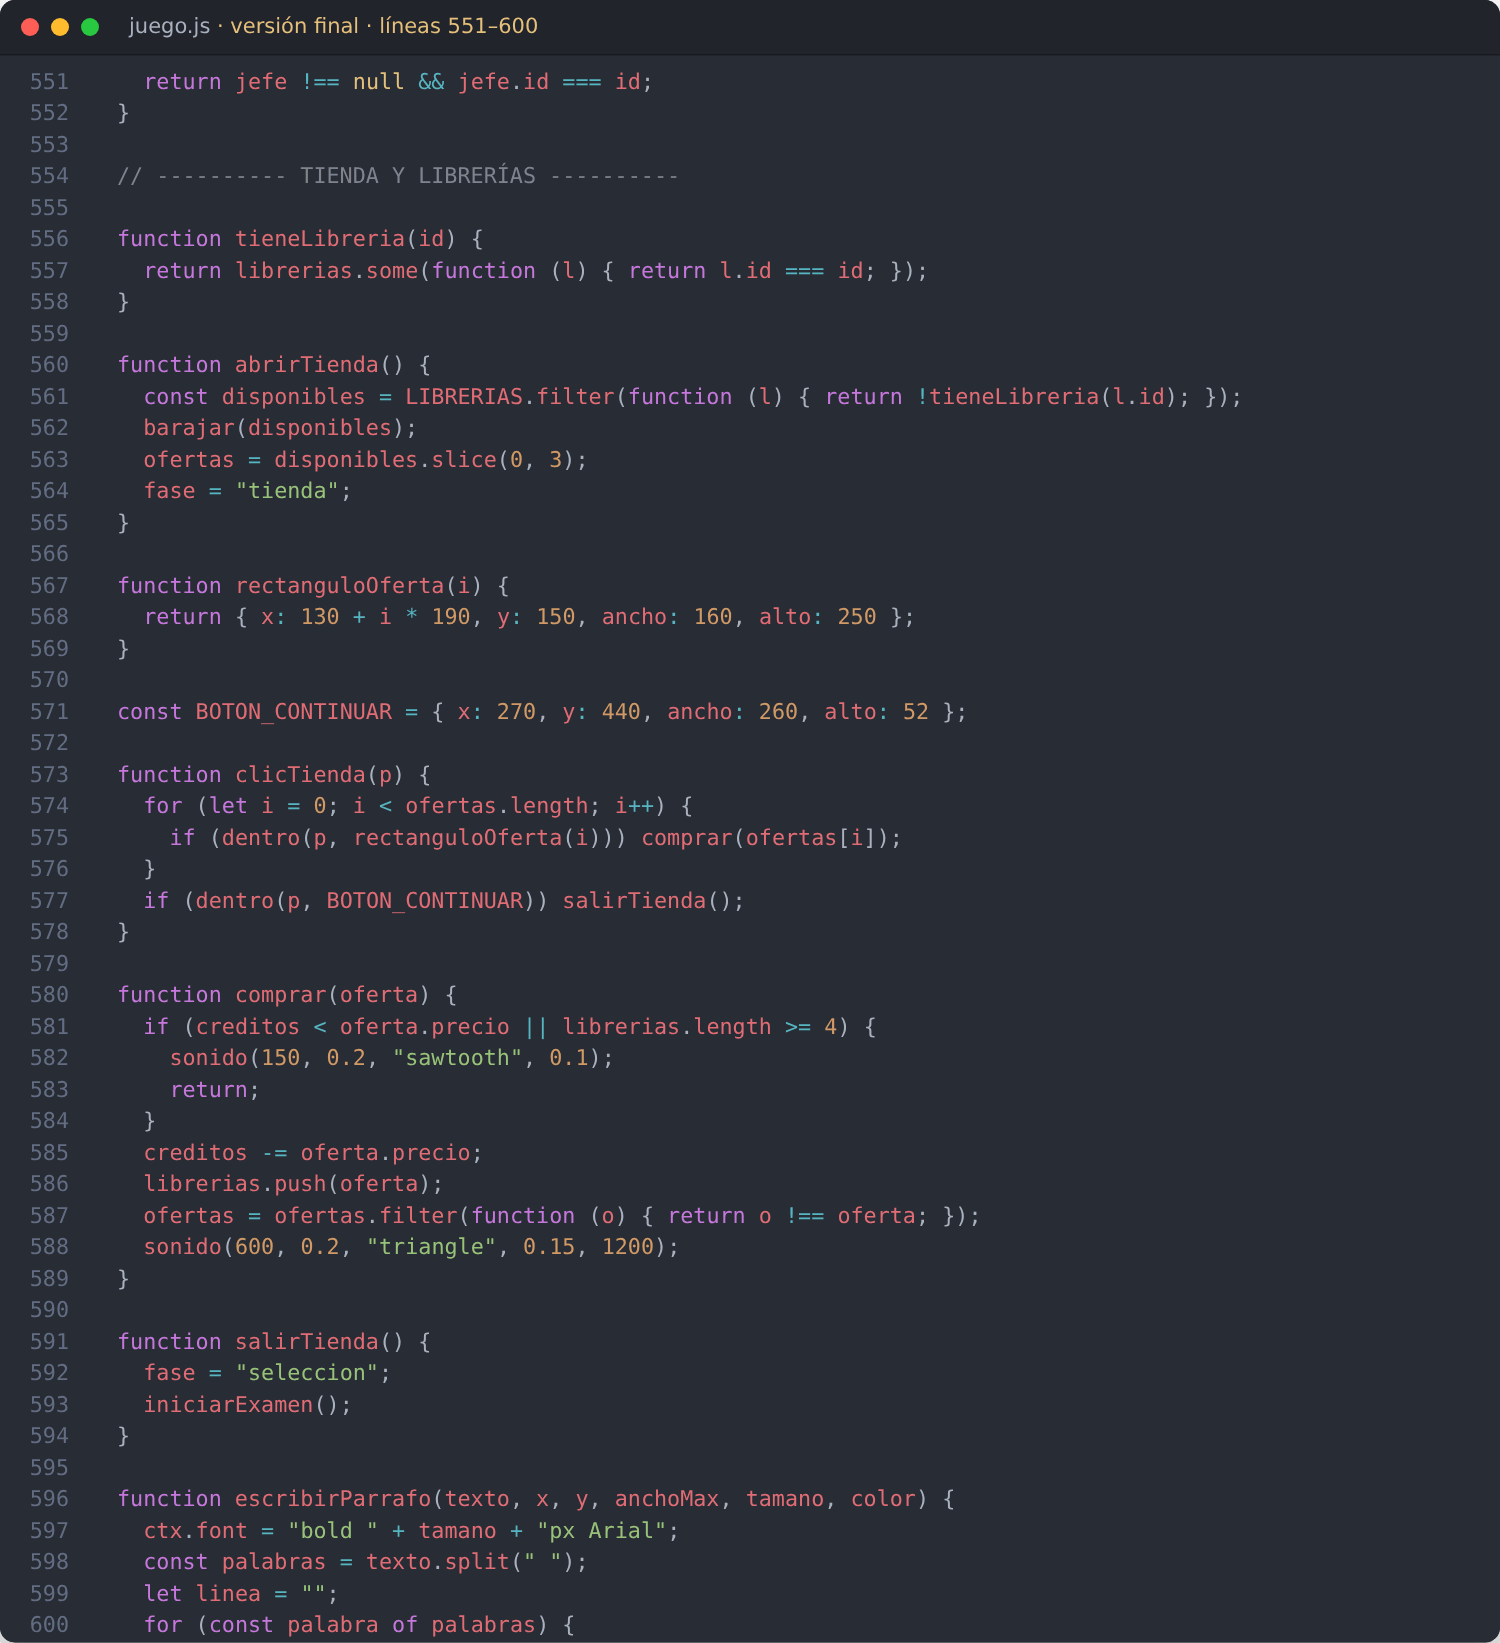 juego.js · versión final · líneas 551–600
551     return jefe !== null && jefe.id === id;
552   }
553
554   // ---------- TIENDA Y LIBRERÍAS ----------
555
556   function tieneLibreria(id) {
557     return librerias.some(function (l) { return l.id === id; });
558   }
559
560   function abrirTienda() {
561     const disponibles = LIBRERIAS.filter(function (l) { return !tieneLibreria(l.id); });
562     barajar(disponibles);
563     ofertas = disponibles.slice(0, 3);
564     fase = "tienda";
565   }
566
567   function rectanguloOferta(i) {
568     return { x: 130 + i * 190, y: 150, ancho: 160, alto: 250 };
569   }
570
571   const BOTON_CONTINUAR = { x: 270, y: 440, ancho: 260, alto: 52 };
572
573   function clicTienda(p) {
574     for (let i = 0; i < ofertas.length; i++) {
575       if (dentro(p, rectanguloOferta(i))) comprar(ofertas[i]);
576     }
577     if (dentro(p, BOTON_CONTINUAR)) salirTienda();
578   }
579
580   function comprar(oferta) {
581     if (creditos < oferta.precio || librerias.length >= 4) {
582       sonido(150, 0.2, "sawtooth", 0.1);
583       return;
584     }
585     creditos -= oferta.precio;
586     librerias.push(oferta);
587     ofertas = ofertas.filter(function (o) { return o !== oferta; });
588     sonido(600, 0.2, "triangle", 0.15, 1200);
589   }
590
591   function salirTienda() {
592     fase = "seleccion";
593     iniciarExamen();
594   }
595
596   function escribirParrafo(texto, x, y, anchoMax, tamano, color) {
597     ctx.font = "bold " + tamano + "px Arial";
598     const palabras = texto.split(" ");
599     let linea = "";
600     for (const palabra of palabras) {